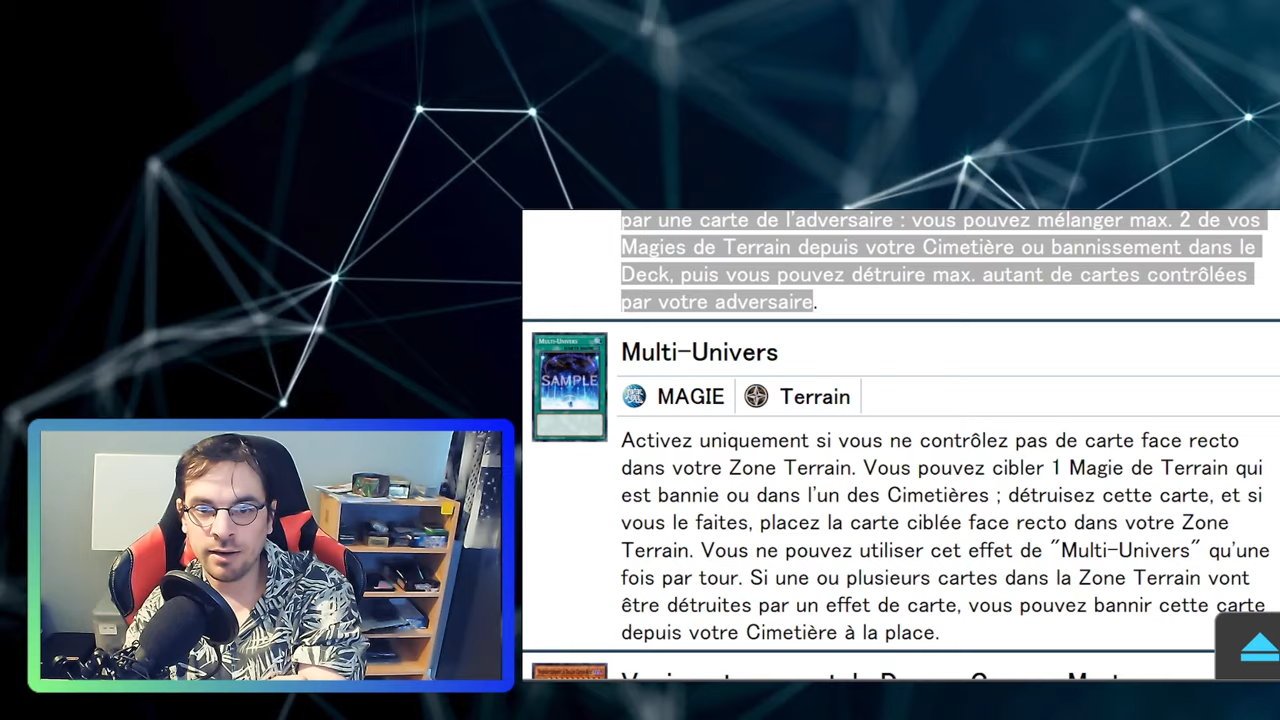 par une carte de l'adversaire : vous pouvez mélanger max. 2 de vos
Magies de Terrain depuis votre Cimetière ou bannissement dans le
Deck, puis vous pouvez détruire max. autant de cartes contrôlées
par votre adversaire.
Multi-Univers
SAMPLE
Multi-Univers
MAGIE
Terrain
Activez uniquement si vous ne contrôlez pas de carte face recto
dans votre Zone Terrain. Vous pouvez cibler 1 Magie de Terrain qui
est bannie ou dans l'un des Cimetières ; détruisez cette carte, et si
vous le faites, placez la carte ciblée face recto dans votre Zone
Terrain. Vous ne pouvez utiliser cet effet de "Multi-Univers" qu'une
fois par tour. Si une ou plusieurs cartes dans la Zone Terrain vont
être détruites par un effet de carte, vous pouvez bannir cette carte
depuis votre Cimetière à la place.